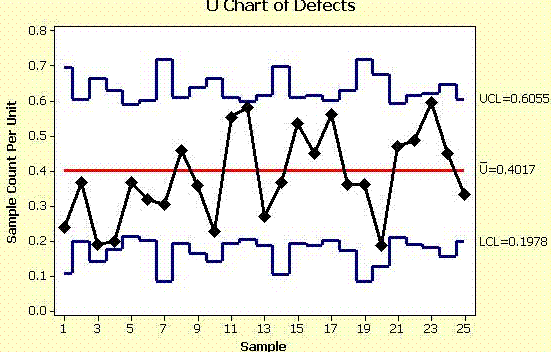 U Chart of Defects
0.8
0.7
0.6
0.5
0.4
0.3
0.2
0.1
0.0
Sample Count Per Unit
UCL=0.6055
U̅=0.4017
LCL=0.1978
1 3 5 7 9 11 13 15 17 19 21 23 25
Sample